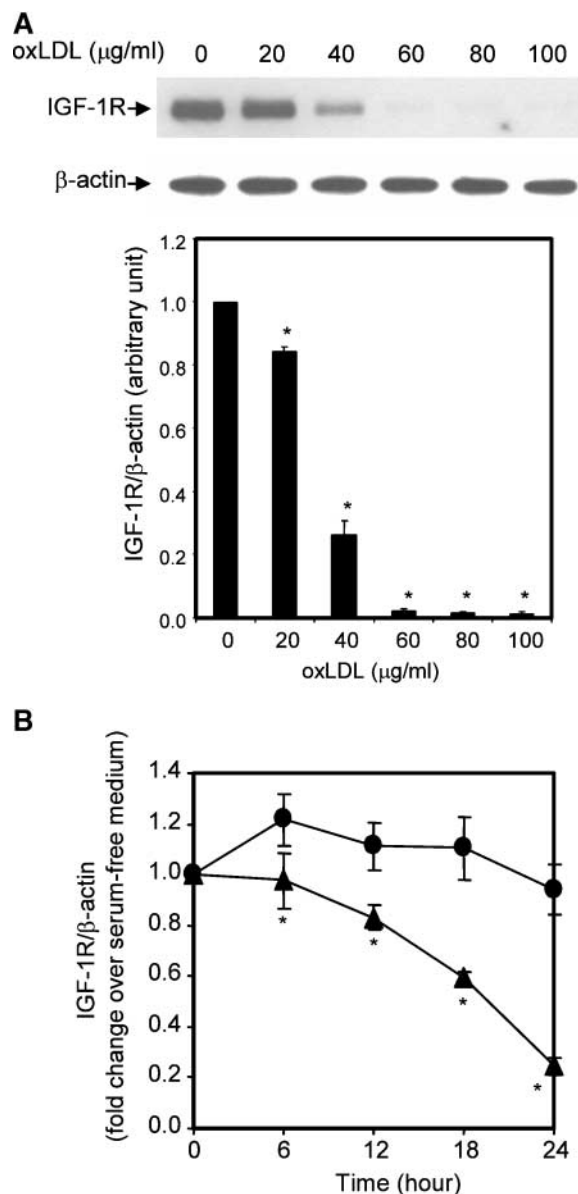 A
oxLDL (μg/ml) 0 20 40 60 80 100
IGF-1R
β-actin
IGF-1R/β-actin (arbitrary unit)
1.2
1.0
0.8
0.6
0.4
0.2
0.0
* * * * *
0 20 40 60 80 100
oxLDL (μg/ml)
B
IGF-1R/β-actin
(fold change over serum-free medium)
1.4
1.2
1.0
0.8
0.6
0.4
0.2
0.0
* * * *
0 6 12 18 24
Time (hour)